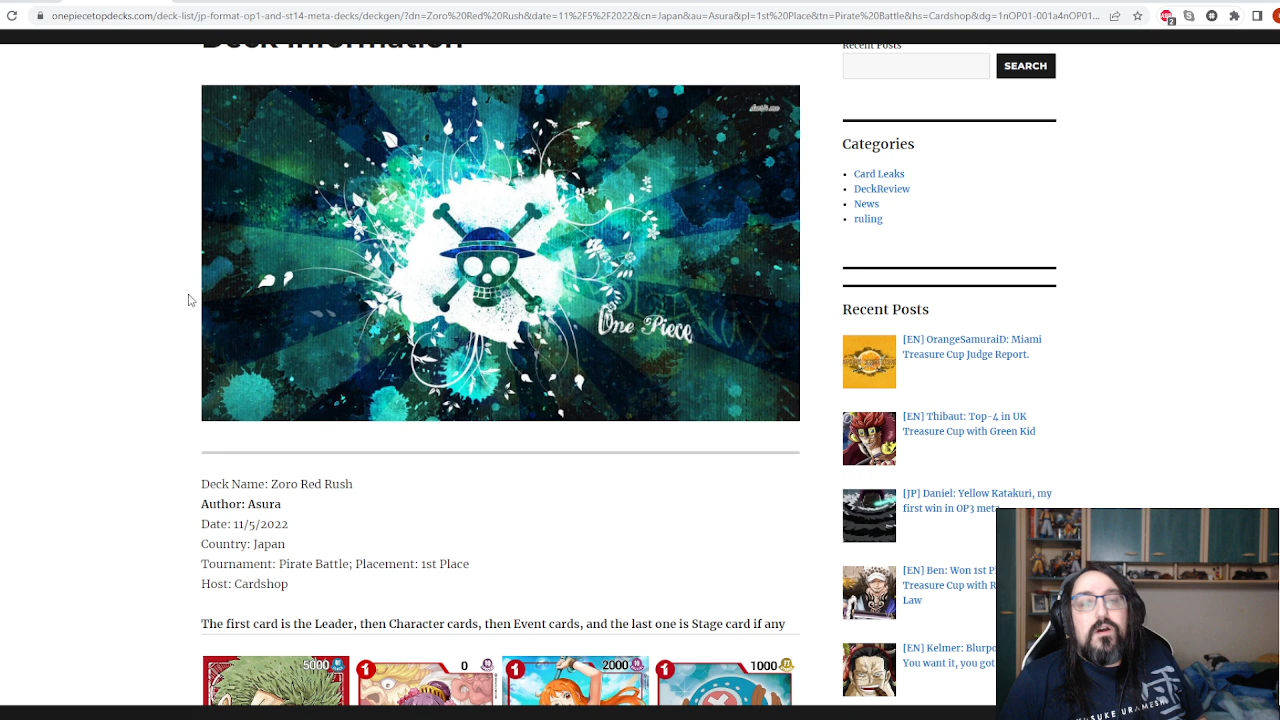 onepiecetopdecks.com/deck-list/jp-format-op1-and-st14-meta-decks/deckgen/?dn=Zoro%20Red%20Rush&date=11%2F5%2F2022&cn=Japan&au=Asura&pl=1st%20Place&tn=Pirate%20Battle&hs=Cardshop&dg=1nOP01-001a4nOP01...
2
Deck Information
One Piece
Deck Name: Zoro Red Rush
Author: Asura
Date: 11/5/2022
Country: Japan
Tournament: Pirate Battle; Placement: 1st Place
Host: Cardshop
The first card is the Leader, then Character cards, then Event cards, and the last one is Stage card if any
5000
1 0
1 2000
1 1000
Recent Posts
SEARCH
Categories
Card Leaks
DeckReview
News
ruling
Recent Posts
[EN] OrangeSamuraiD: Miami
Treasure Cup Judge Report.
[EN] Thibaut: Top-4 in UK
Treasure Cup with Green Kid
[JP] Daniel: Yellow Katakuri, my
first win in OP3 meta
[EN] Ben: Won 1st P
Treasure Cup with R
Law
[EN] Kelmer: Blurpo
You want it, you got
URAMESHI